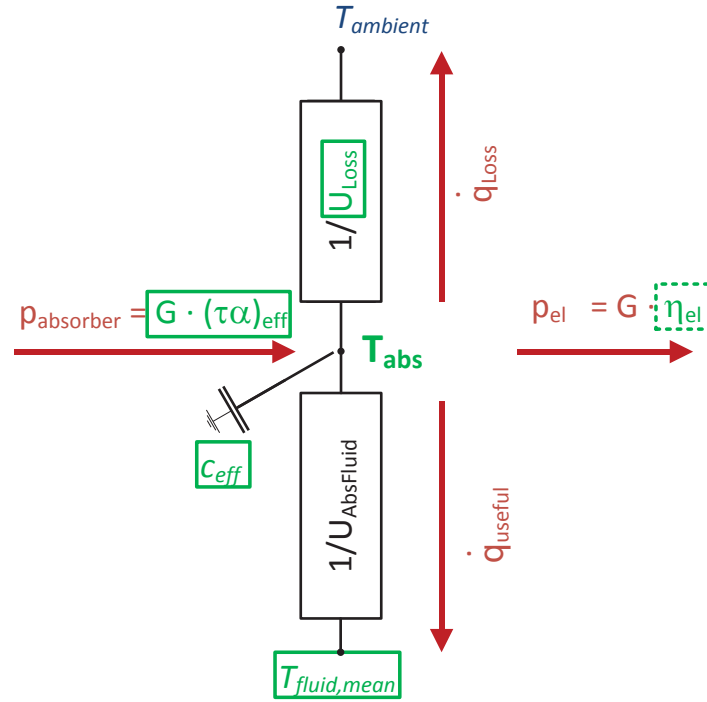 T_ambient
1/U_Loss
q̇_Loss
p_absorber = G · (τα)_eff
p_el = G · η_el
T_abs
c_eff
1/U_AbsFluid
q̇_useful
T_fluid,mean